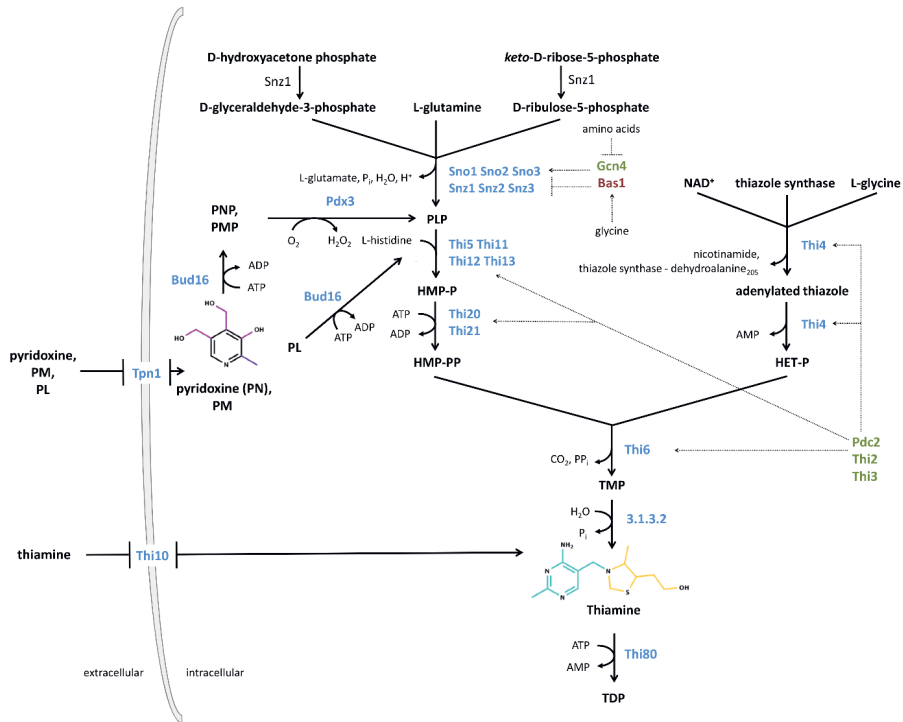 D-hydroxyacetone phosphate
keto-D-ribose-5-phosphate
Snz1
Snz1
D-glyceraldehyde-3-phosphate
L-glutamine
D-ribulose-5-phosphate
amino acids
Gcn4
Bas1
glycine
Sno1 Sno2 Sno3
Snz1 Snz2 Snz3
L-glutamate, Pi, H2O, H+
NAD+
thiazole synthase
L-glycine
Pdx3
PNP,
PMP
O2
H2O2
PLP
L-histidine
Thi5 Thi11
Thi12 Thi13
nicotinamide,
thiazole synthase - dehydroalanine205
Thi4
Bud16
ADP
ATP
Bud16
ADP
ATP
PL
HMP-P
adenylated thiazole
ATP
ADP
Thi20
Thi21
AMP
Thi4
HO
HO
OH
N
HMP-PP
HET-P
pyridoxine,
PM,
PL
Tpn1
pyridoxine (PN),
PM
Pdc2
Thi2
Thi3
Thi6
CO2, PPi
TMP
H2O
Pi
3.1.3.2
thiamine
Thi10
NH2
N
N
N
S
OH
Thiamine
ATP
AMP
Thi80
TDP
extracellular
intracellular